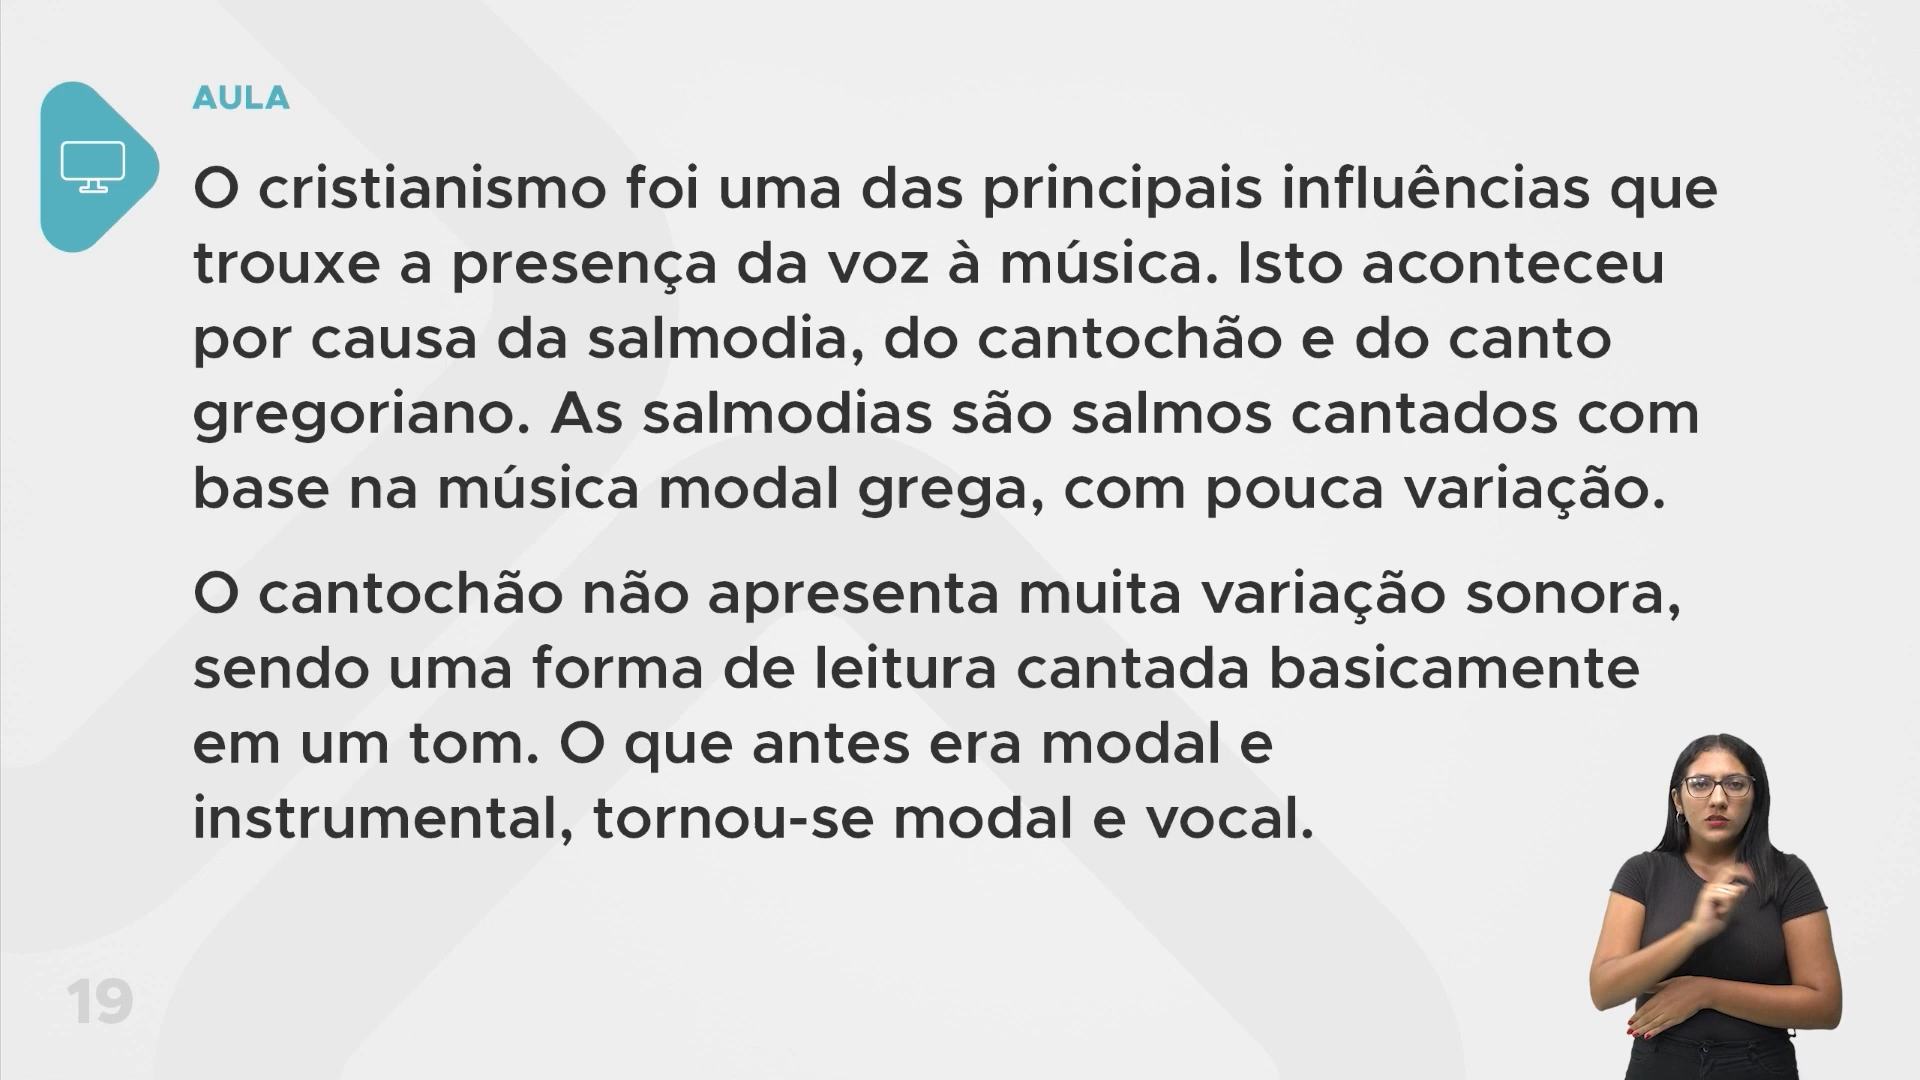 AULA
O cristianismo foi uma das principais influências que
trouxe a presença da voz à música. Isto aconteceu
por causa da salmodia, do cantochão e do canto
gregoriano. As salmodias são salmos cantados com
base na música modal grega, com pouca variação.
O cantochão não apresenta muita variação sonora,
sendo uma forma de leitura cantada basicamente
em um tom. O que antes era modal e
instrumental, tornou-se modal e vocal.
19